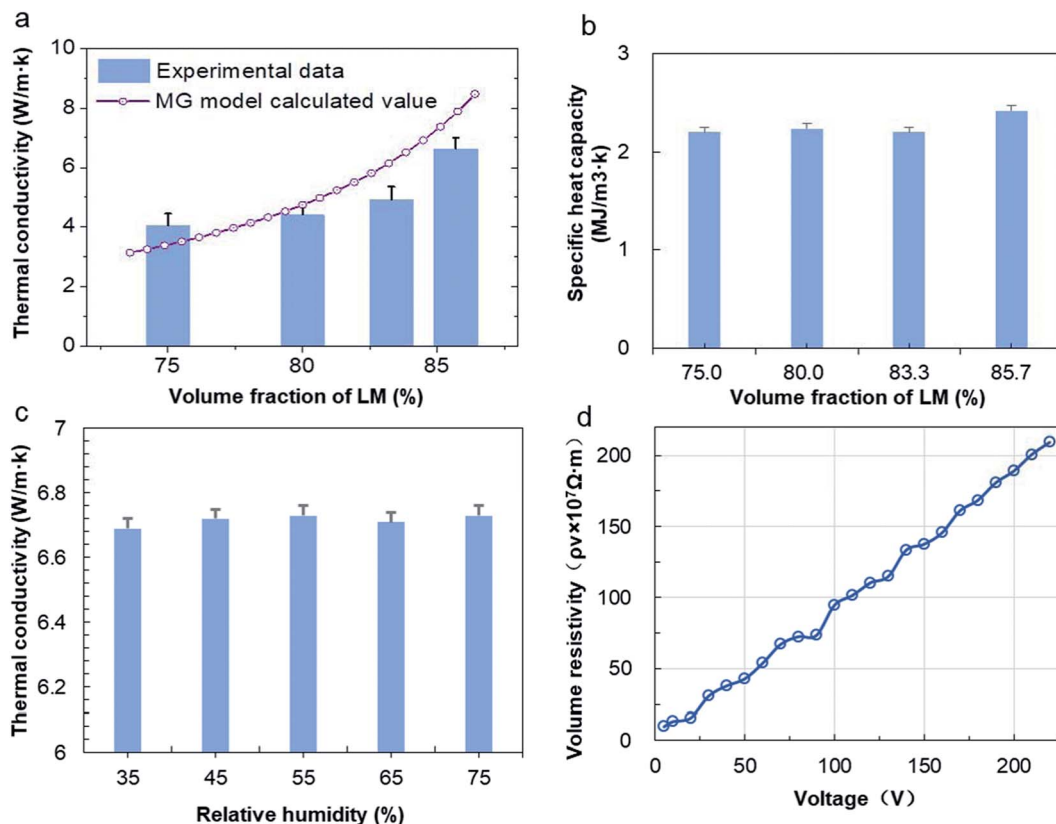 a
Thermal conductivity (W/m·k)
10
8
6
4
2
0
Experimental data
MG model calculated value
75 80 85
Volume fraction of LM (%)
b
Specific heat capacity
(MJ/m3·k)
3
2
1
0
75.0 80.0 83.3 85.7
Volume fraction of LM (%)
c
Thermal conductivity (W/m·k)
7
6.8
6.6
6.4
6.2
6
35 45 55 65 75
Relative humidity (%)
d
Volume resistivity（ρv×10⁷Ω·m）
200
150
100
50
0
0 50 100 150 200
Voltage（V）